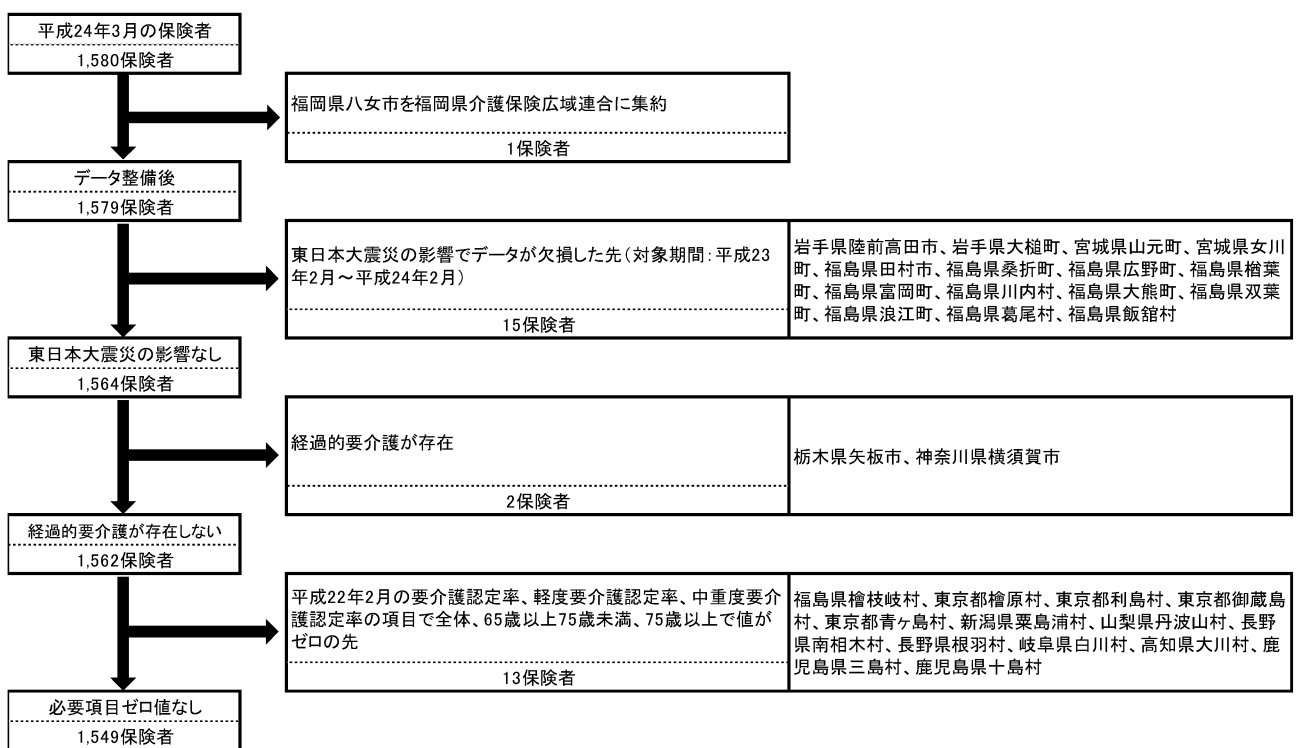 平成24年3月の保険者
1,580保険者
福岡県八女市を福岡県介護保険広域連合に集約
1保険者
データ整備後
1,579保険者
東日本大震災の影響でデータが欠損した先(対象期間:平成23
年2月～平成24年2月)
15保険者
岩手県陸前高田市、岩手県大槌町、宮城県山元町、宮城県女川
町、福島県田村市、福島県桑折町、福島県広野町、福島県楢葉
町、福島県富岡町、福島県川内村、福島県大熊町、福島県双葉
町、福島県浪江町、福島県葛尾村、福島県飯舘村
東日本大震災の影響なし
1,564保険者
経過的要介護が存在
2保険者
栃木県矢板市、神奈川県横須賀市
経過的要介護が存在しない
1,562保険者
平成22年2月の要介護認定率、軽度要介護認定率、中重度要介
護認定率の項目で全体、65歳以上75歳未満、75歳以上で値が
ゼロの先
13保険者
福島県檜枝岐村、東京都檜原村、東京都利島村、東京都御蔵島
村、東京都青ヶ島村、新潟県粟島浦村、山梨県丹波山村、長野
県南相木村、長野県根羽村、岐阜県白川村、高知県大川村、鹿
児島県三島村、鹿児島県十島村
必要項目ゼロ値なし
1,549保険者